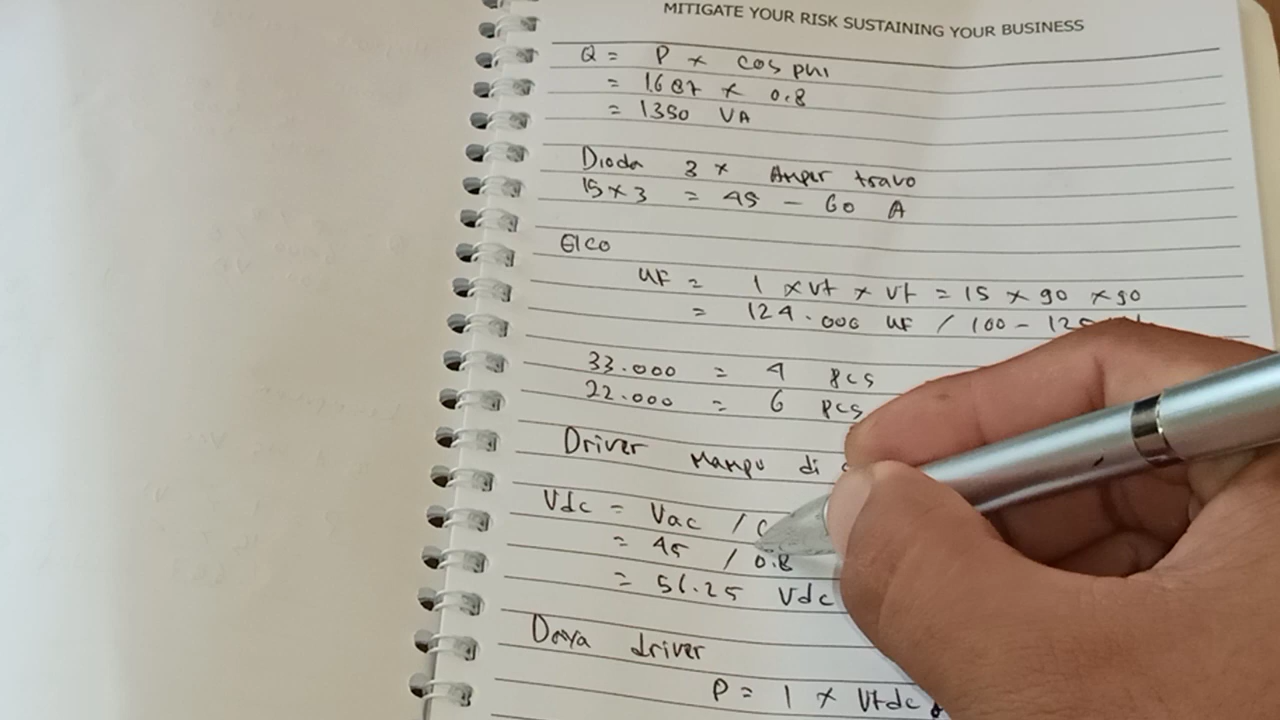 MITIGATE YOUR RISK SUSTAINING YOUR BUSINESS
Q = P x cos phi
= 1687 x 0.8
= 1350 VA
Dioda 3 x Amper travo
15 x 3 = 45 - 60 A
Elco
UF = 1 x Vt x Vt = 15 x 90 x 90
= 124.000 UF / 100 - 125
33.000 = 4 pcs
22.000 = 6 pcs
Driver Mampu di
Vdc = Vac /
= 45 / 0.8
= 56.25 Vdc
Daya driver
P = 1 x Vtdc